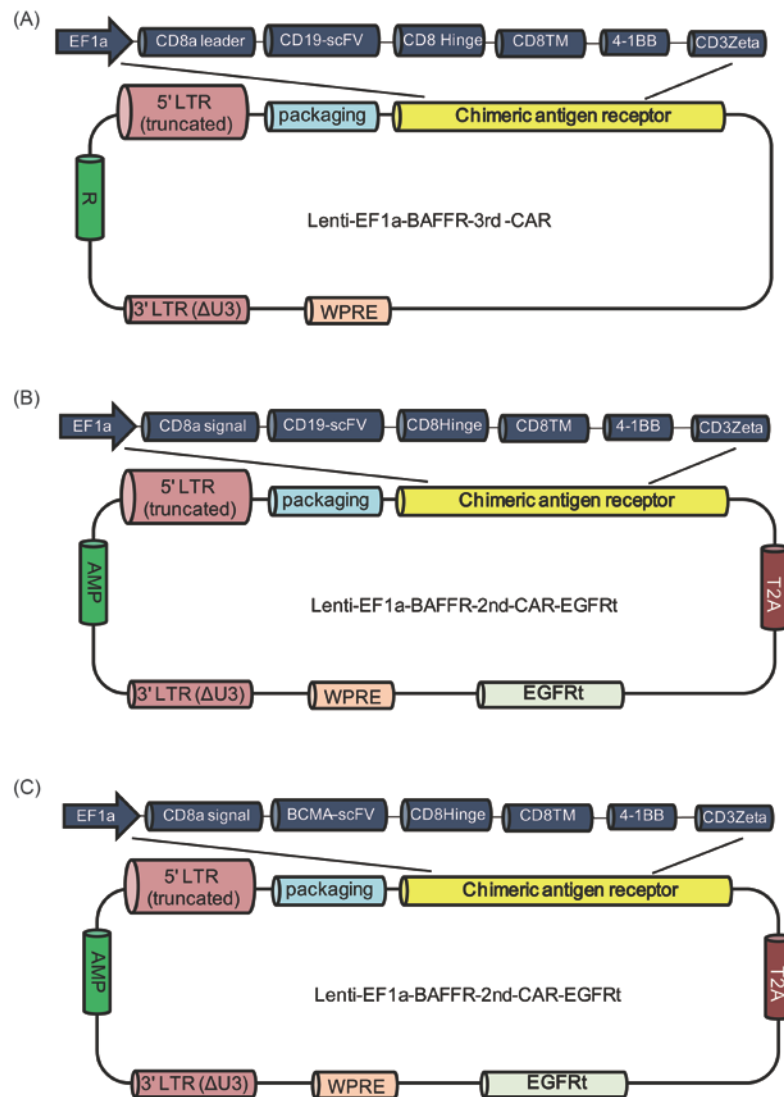 (A)
EF1a CD8a leader CD19-scFV CD8 Hinge CD8TM 4-1BB CD3Zeta
5' LTR
(truncated)
packaging
Chimeric antigen receptor
R
Lenti-EF1a-BAFFR-3rd-CAR
3' LTR (ΔU3)
WPRE
(B)
EF1a CD8a signal CD19-scFV CD8Hinge CD8TM 4-1BB CD3Zeta
5' LTR
(truncated)
packaging
Chimeric antigen receptor
AMP
T2A
Lenti-EF1a-BAFFR-2nd-CAR-EGFRt
3' LTR (ΔU3)
WPRE
EGFRt
(C)
EF1a CD8a signal BCMA-scFV CD8Hinge CD8TM 4-1BB CD3Zeta
5' LTR
(truncated)
packaging
Chimeric antigen receptor
AMP
T2A
Lenti-EF1a-BAFFR-2nd-CAR-EGFRt
3' LTR (ΔU3)
WPRE
EGFRt